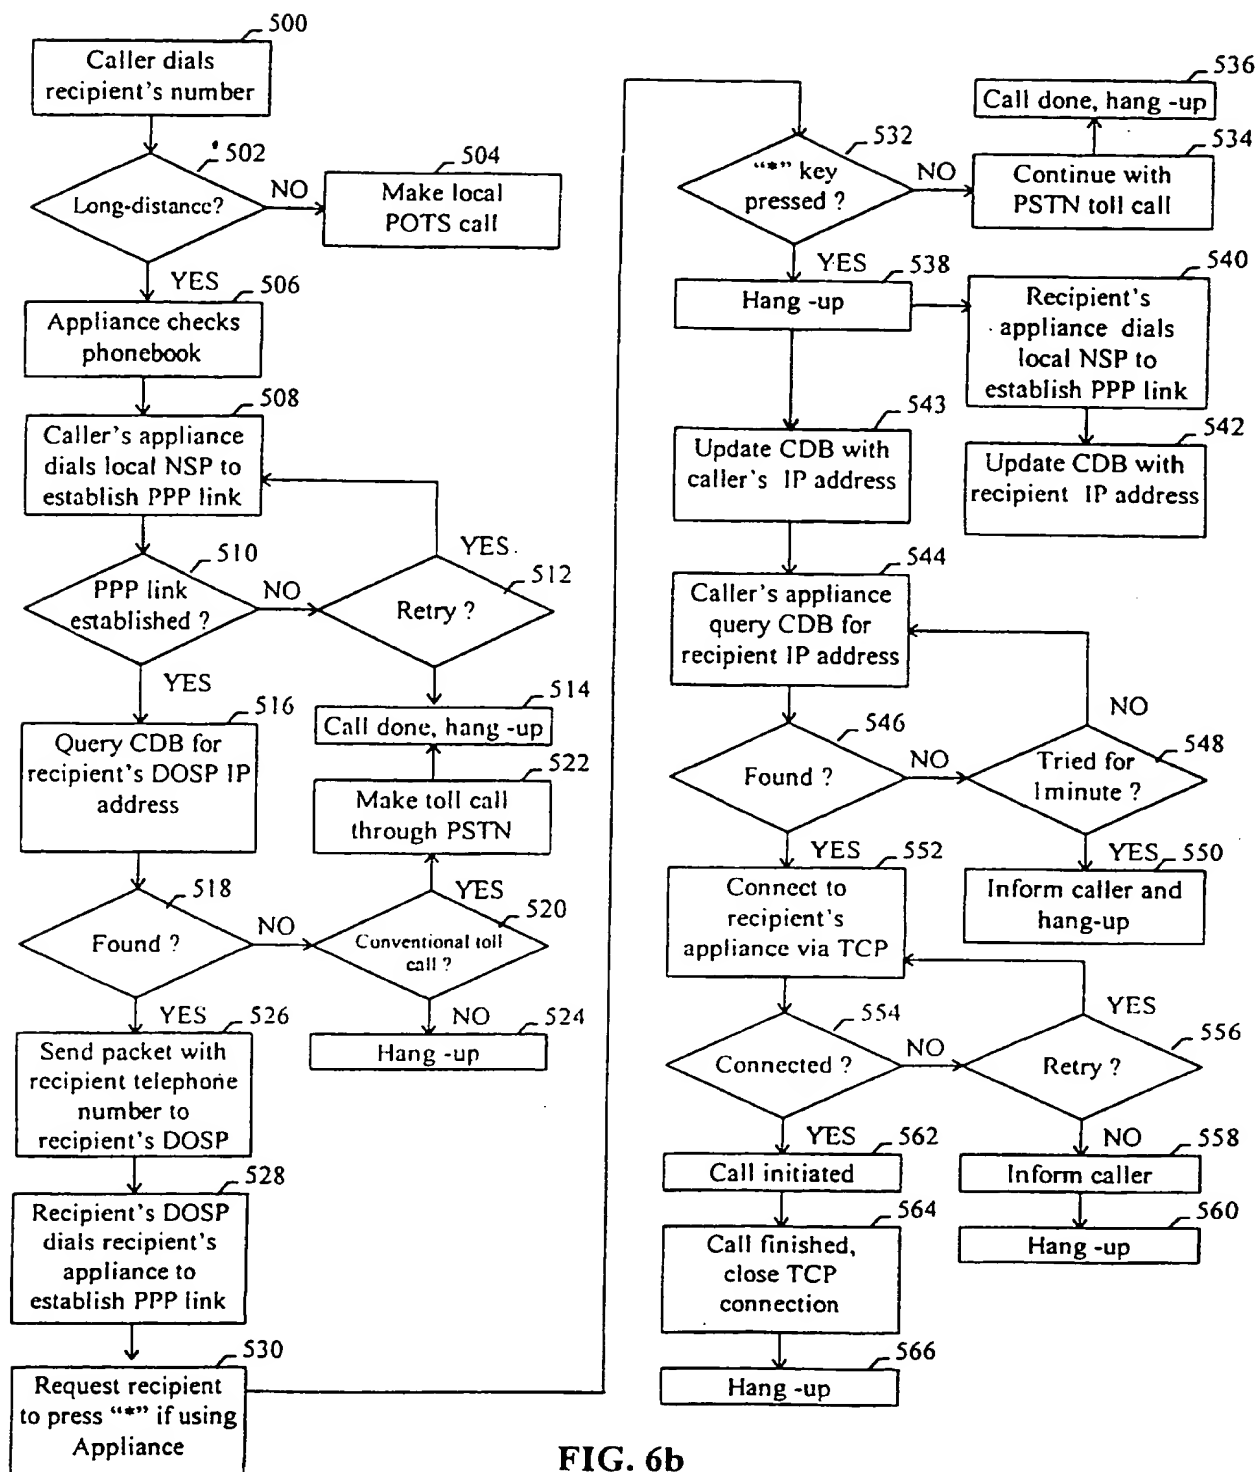 500
Caller dials
recipient's number
502
Long-distance?
NO
504
Make local
POTS call
YES
506
Appliance checks
phonebook
508
Caller's appliance
dials local NSP to
establish PPP link
510
PPP link
established ?
NO
YES
512
Retry ?
YES
516
Query CDB for
recipient's DOSP IP
address
514
Call done, hang -up
522
Make toll call
through PSTN
518
Found ?
NO
YES
520
Conventional toll
call ?
YES
526
Send packet with
recipient telephone
number to
recipient's DOSP
NO
524
Hang -up
528
Recipient's DOSP
dials recipient's
appliance to
establish PPP link
530
Request recipient
to press "*" if using
Appliance
532
"*" key
pressed ?
NO
536
Call done, hang -up
534
Continue with
PSTN toll call
YES
538
Hang -up
540
Recipient's
appliance dials
local NSP to
establish PPP link
543
Update CDB with
caller's IP address
542
Update CDB with
recipient IP address
544
Caller's appliance
query CDB for
recipient IP address
546
Found ?
NO
NO
548
Tried for
1minute ?
YES
552
Connect to
recipient's
appliance via TCP
YES
550
Inform caller and
hang-up
554
Connected ?
NO
YES
556
Retry ?
YES
562
Call initiated
NO
558
Inform caller
564
Call finished,
close TCP
connection
560
Hang -up
566
Hang -up
FIG. 6b